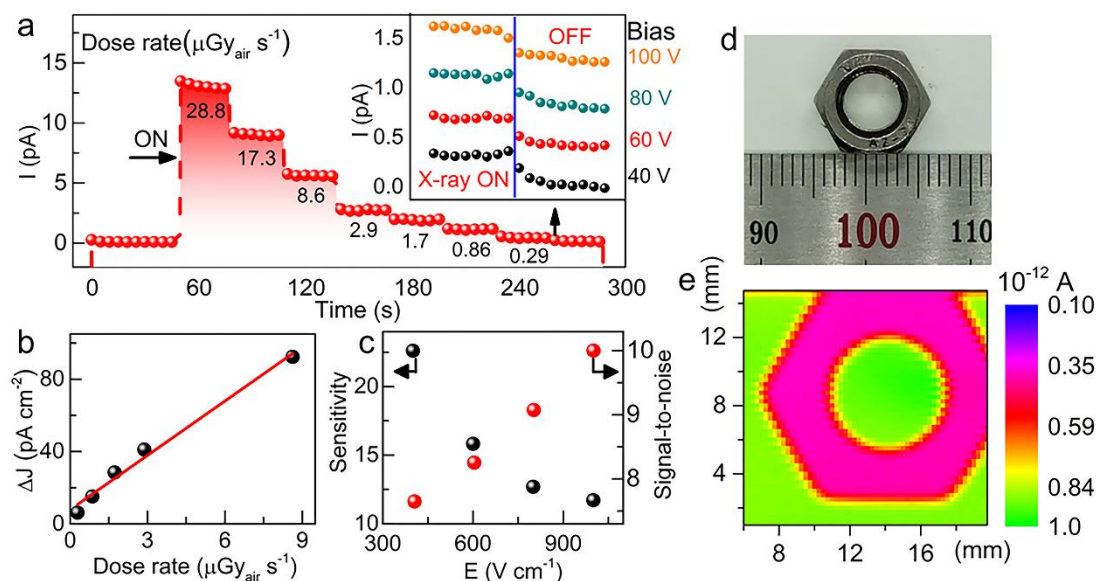 a
Dose rate(μGyair s⁻¹)
I (pA)
15
10
5
0
ON
28.8
17.3
8.6
2.9
1.7
0.86
0.29
0 60 120 180 240 300
Time (s)
I (pA)
1.5
1.0
0.5
0.0
OFF
X-ray ON
Bias
100 V
80 V
60 V
40 V
b
ΔJ (pA cm⁻²)
80
40
0
0 3 6 9
Dose rate (μGyair s⁻¹)
c
Sensitivity
20
15
10
Signal-to-noise
10
9
8
300 600 900
E (V cm⁻¹)
d
90 100 110
e
(mm)
12
8
4
8 12 16 (mm)
10⁻¹² A
0.10
0.35
0.59
0.84
1.0